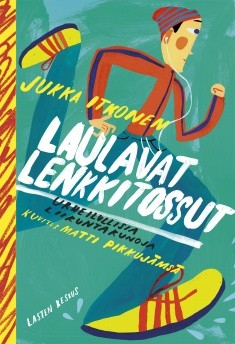 JUKKA ITKONEN
LAULAVAT
LENKKITOSSUT
URHEILULLISIA
LIIKUNTARUNOJA
KUVITUS MATTI PIKKUJÄMSÄ
LASTEN KESKUS